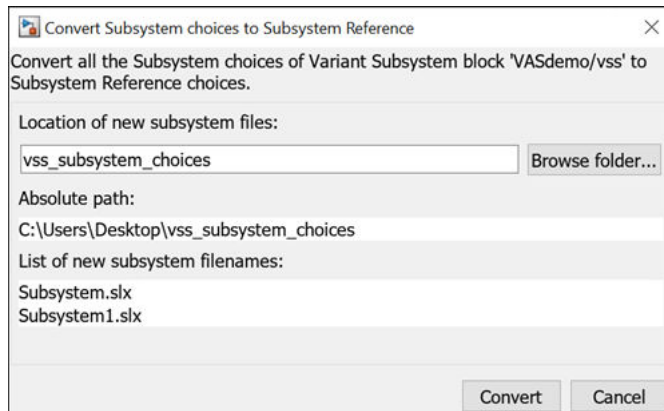 Convert Subsystem choices to Subsystem Reference
Convert all the Subsystem choices of Variant Subsystem block 'VASdemo/vss' to
Subsystem Reference choices.
Location of new subsystem files:
vss_subsystem_choices
Browse folder...
Absolute path:
C:\Users\Desktop\vss_subsystem_choices
List of new subsystem filenames:
Subsystem.slx
Subsystem1.slx
Convert
Cancel